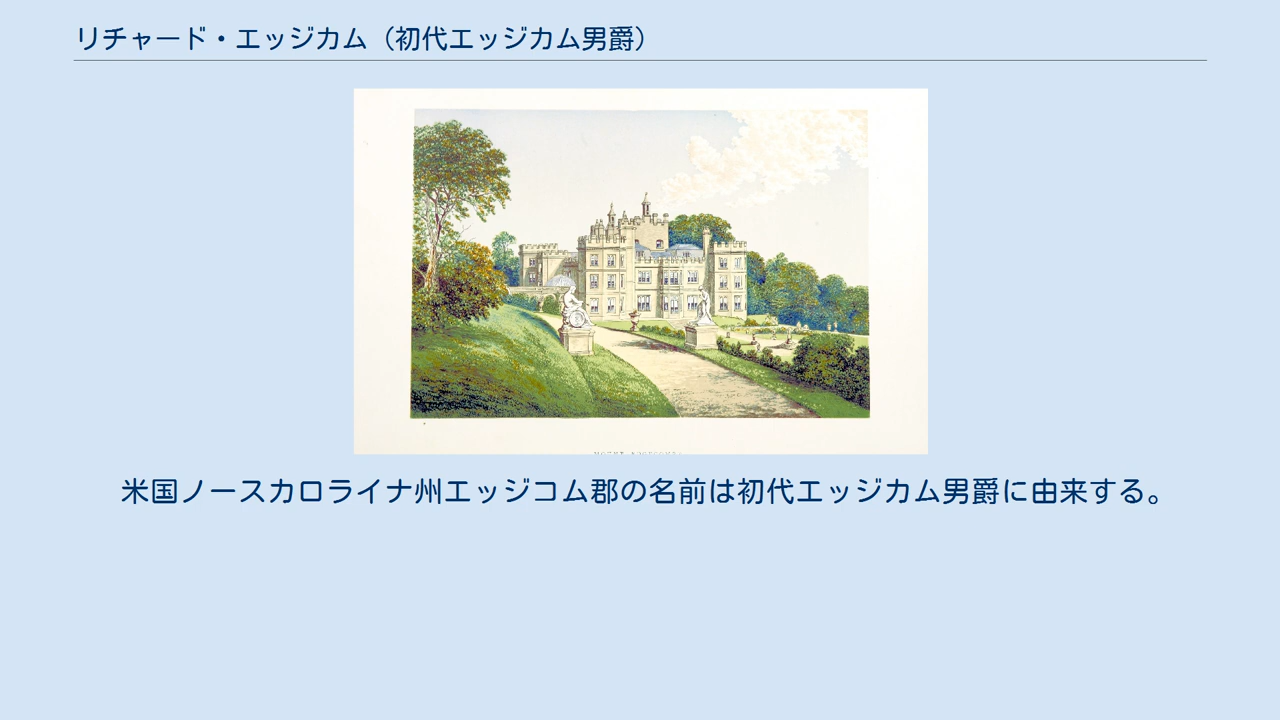 リチャード・エッジカム（初代エッジカム男爵）
米国ノースカロライナ州エッジコム郡の名前は初代エッジカム男爵に由来する。